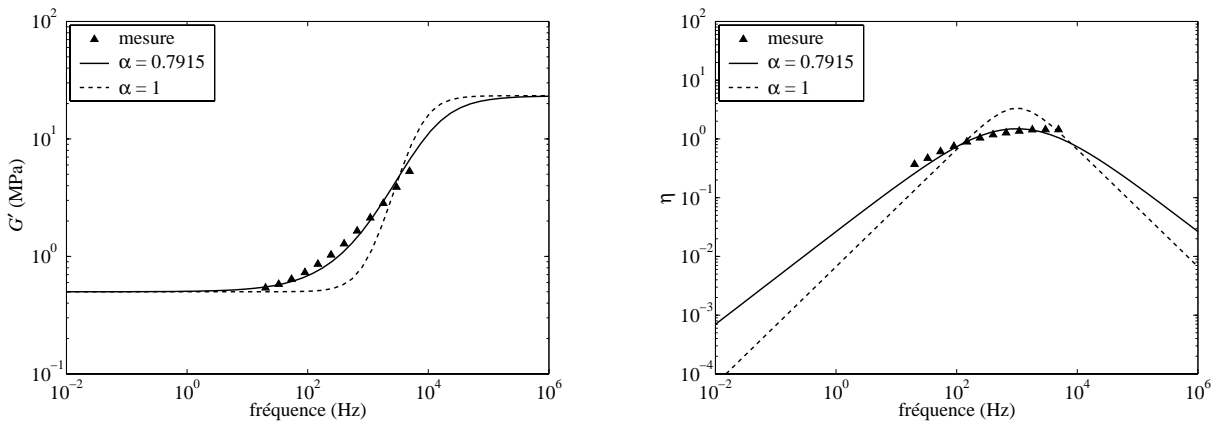 10^2
10^1
10^0
10^{-1}
G′ (MPa)
mesure
α = 0.7915
α = 1
10^{-2}
10^0
10^2
10^4
10^6
fréquence (Hz)
10^2
10^1
10^0
10^{-1}
10^{-2}
10^{-3}
10^{-4}
η
mesure
α = 0.7915
α = 1
10^{-2}
10^0
10^2
10^4
10^6
fréquence (Hz)